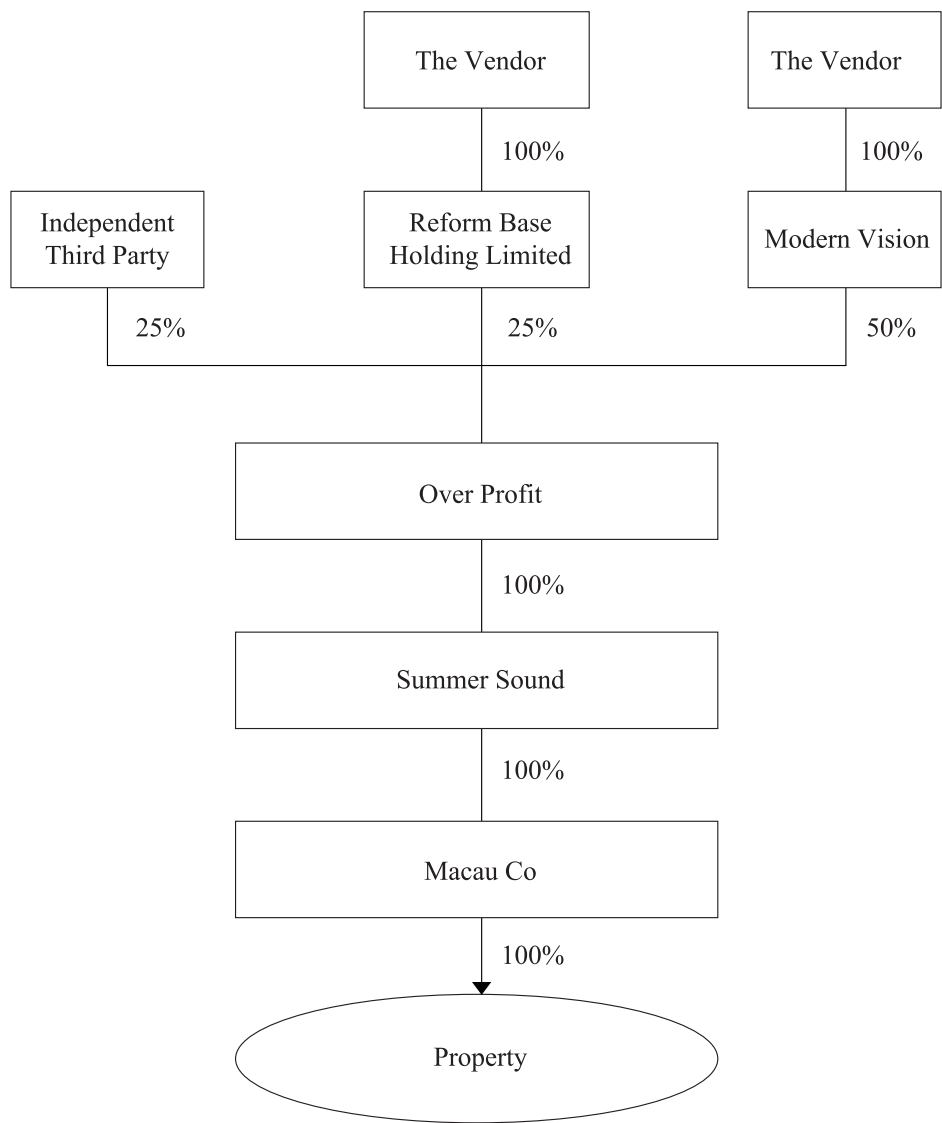 The Vendor
The Vendor
100%
100%
Independent
Third Party
Reform Base
Holding Limited
Modern Vision
25%
25%
50%
Over Profit
100%
Summer Sound
100%
Macau Co
100%
Property